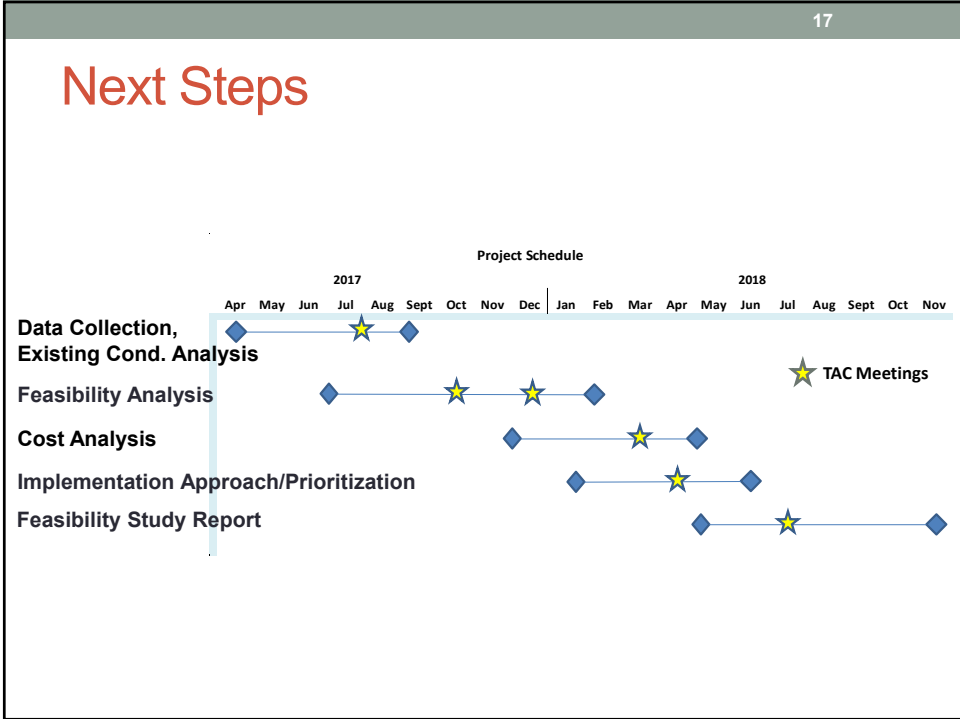 17
Next Steps
Project Schedule
2017 2018
Apr May Jun Jul Aug Sept Oct Nov Dec Jan Feb Mar Apr May Jun Jul Aug Sept Oct Nov
Data Collection,
Existing Cond. Analysis
TAC Meetings
Feasibility Analysis
Cost Analysis
Implementation Approach/Prioritization
Feasibility Study Report